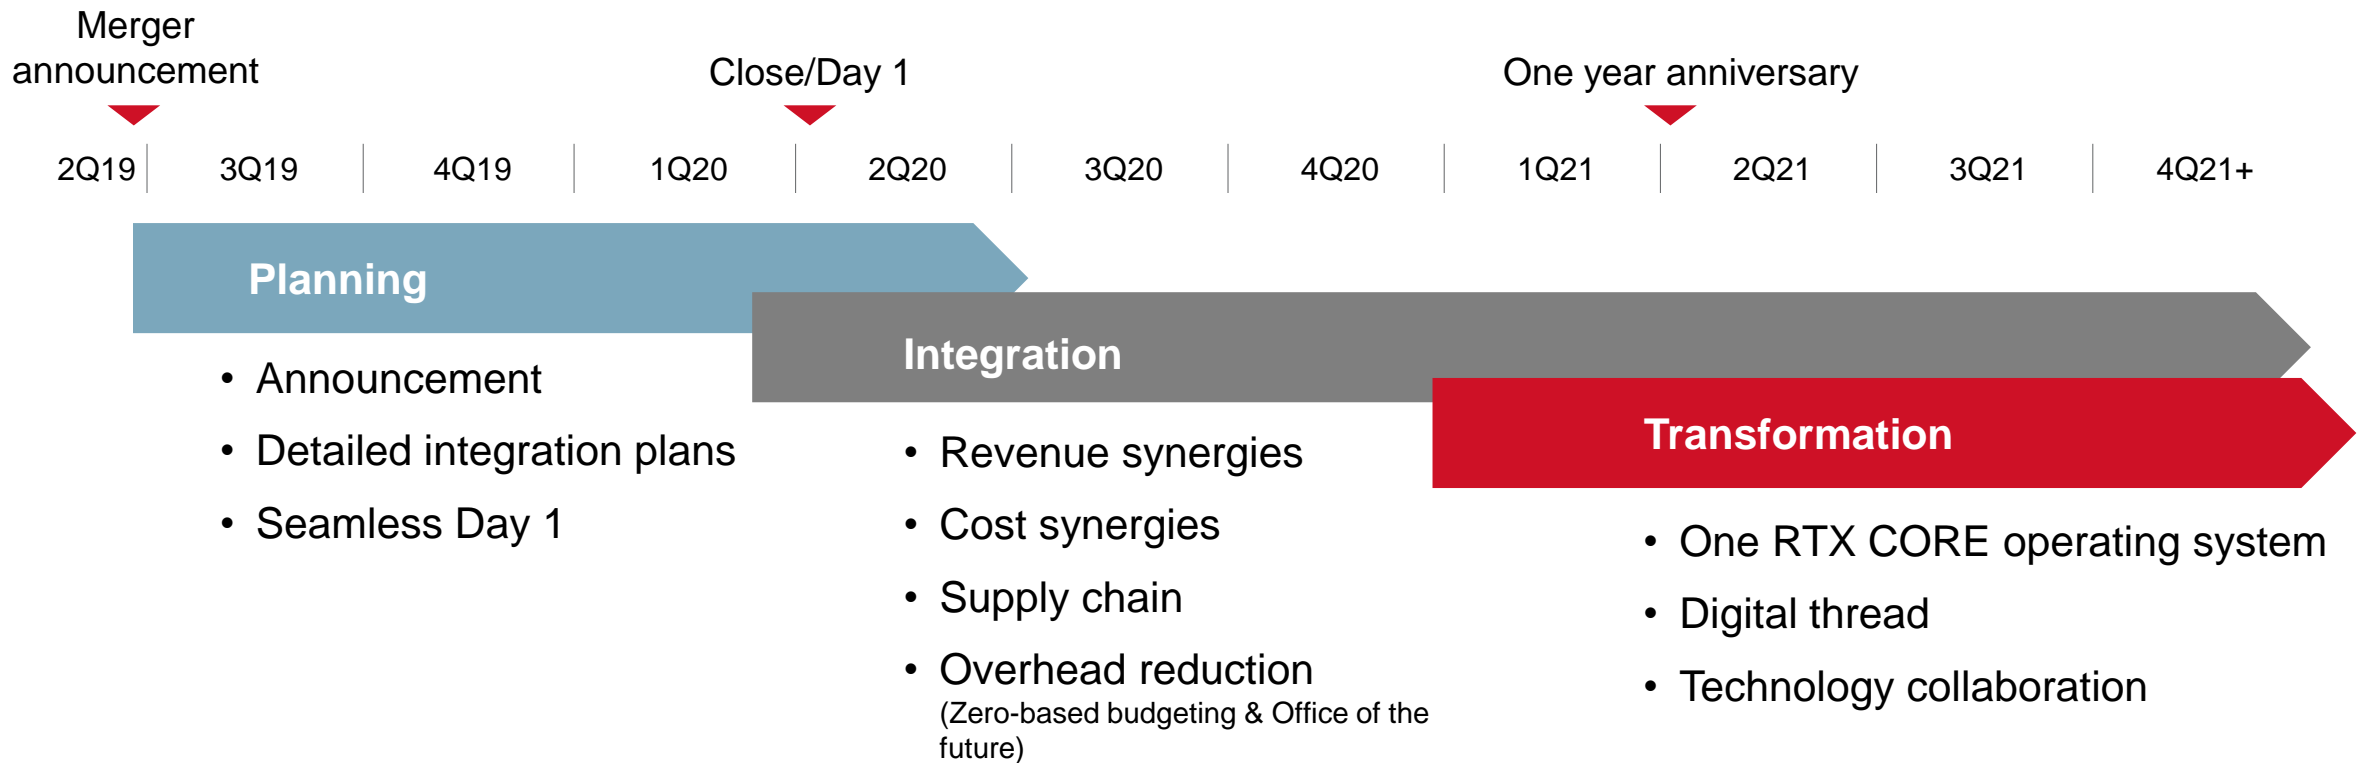 Merger
announcement
Close/Day 1
One year anniversary
2Q19
3Q19
4Q19
1Q20
2Q20
3Q20
4Q20
1Q21
2Q21
3Q21
4Q21+
Planning
• Announcement
• Detailed integration plans
• Seamless Day 1
Integration
• Revenue synergies
• Cost synergies
• Supply chain
• Overhead reduction
(Zero-based budgeting & Office of the
future)
Transformation
• One RTX CORE operating system
• Digital thread
• Technology collaboration